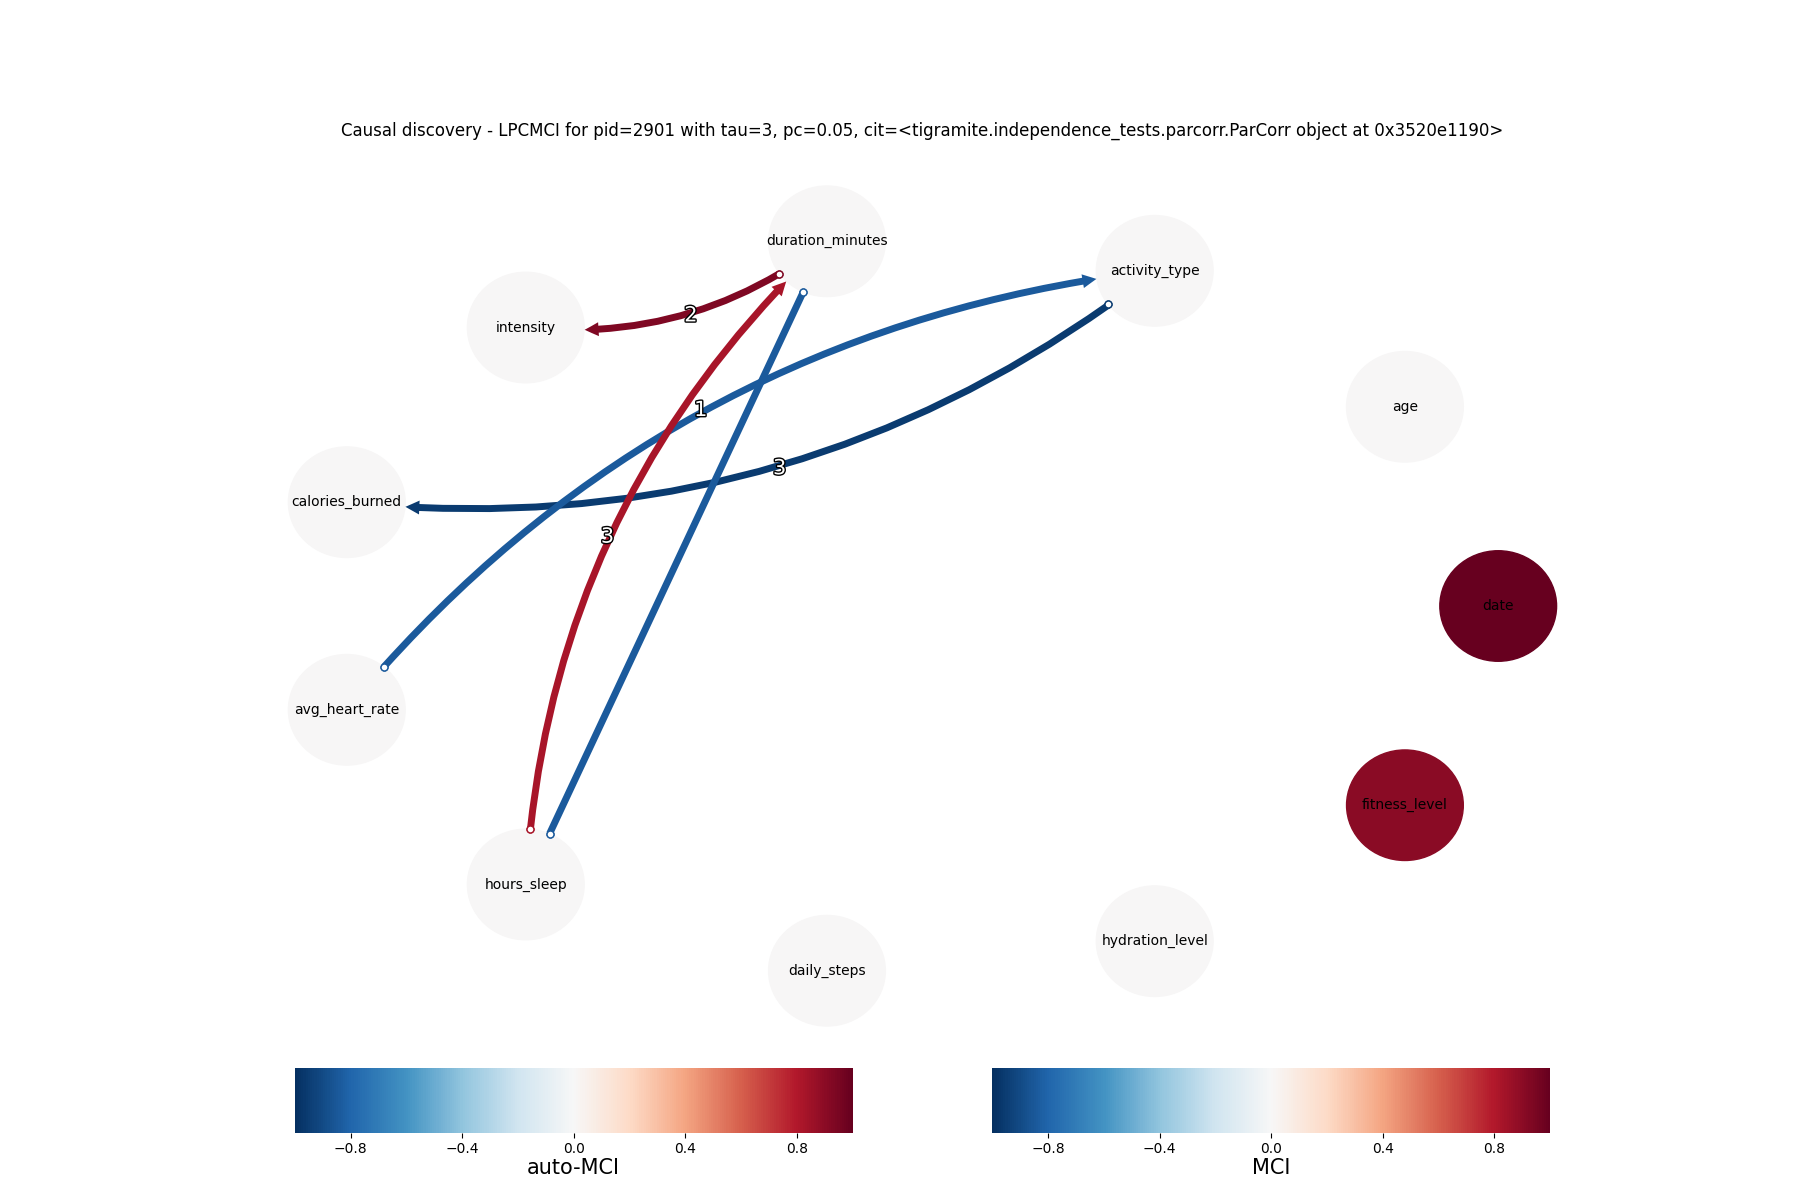 Causal discovery - LPCMCI for pid=2901 with tau=3, pc=0.05, cit=<tigramite.independence_tests.parcorr.ParCorr object at 0x3520e1190>
duration_minutes
activity_type
intensity
2
age
1
3
calories_burned
3
date
avg_heart_rate
fitness_level
hours_sleep
hydration_level
daily_steps
−0.8 −0.4 0.0 0.4 0.8
auto-MCI
−0.8 −0.4 0.0 0.4 0.8
MCI